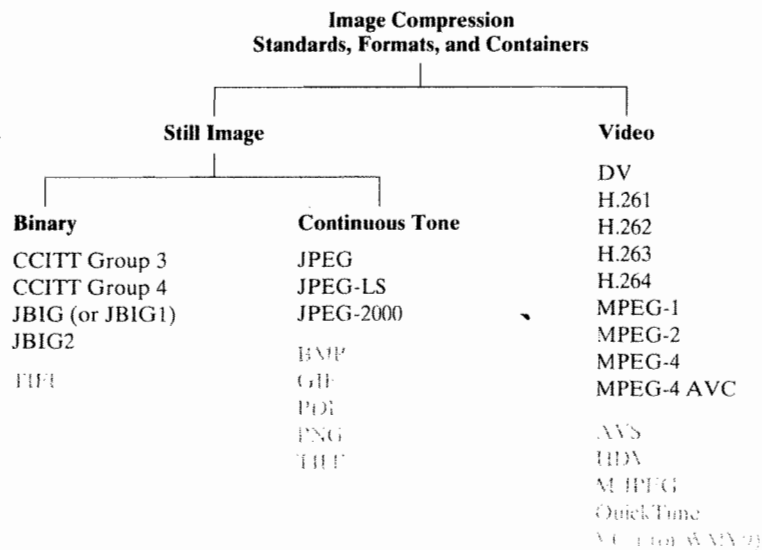 Image Compression
Standards, Formats, and Containers
Still Image
Binary
CCITT Group 3
CCITT Group 4
JBIG (or JBIG1)
JBIG2
TIFF
Continuous Tone
JPEG
JPEG-LS
JPEG-2000
BMP
GIF
PDF
PNG
TIFF
Video
DV
H.261
H.262
H.263
H.264
MPEG-1
MPEG-2
MPEG-4
MPEG-4 AVC
AVS
HDV
M-JPEG
QuickTime